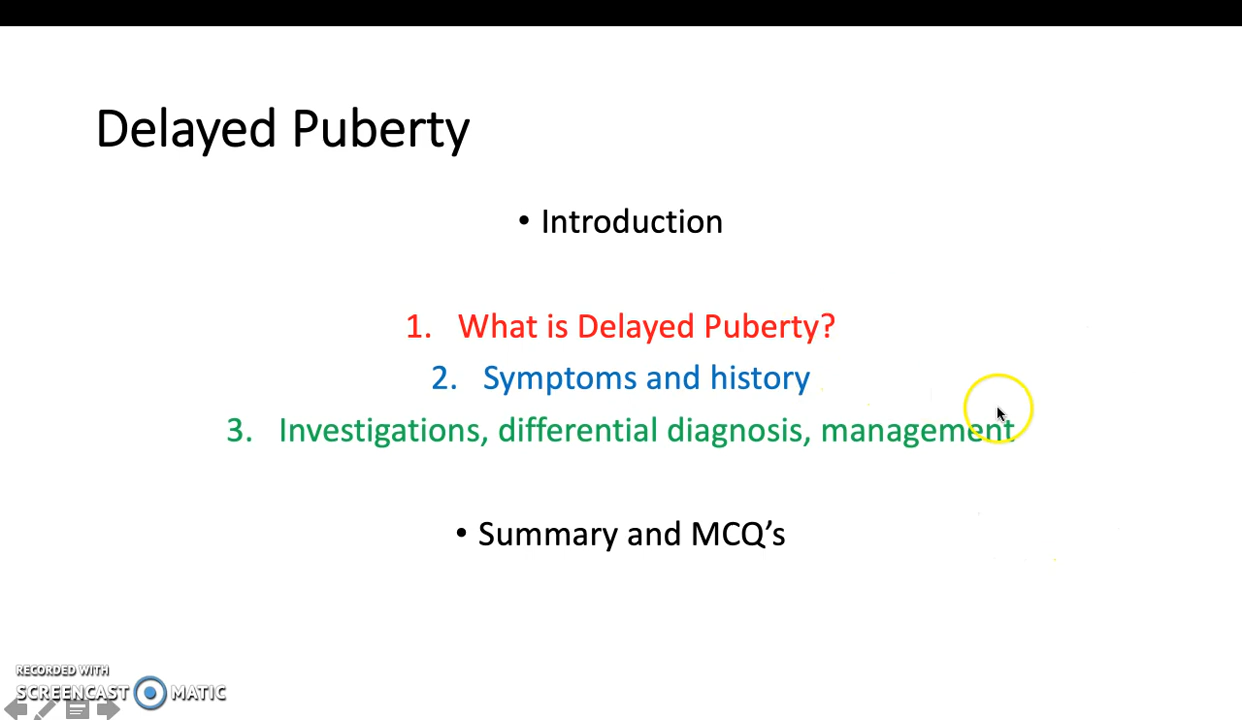 Delayed Puberty
• Introduction
1. What is Delayed Puberty?
2. Symptoms and history
3. Investigations, differential diagnosis, management
• Summary and MCQ’s
RECORDED WITH
SCREENCAST MATIC